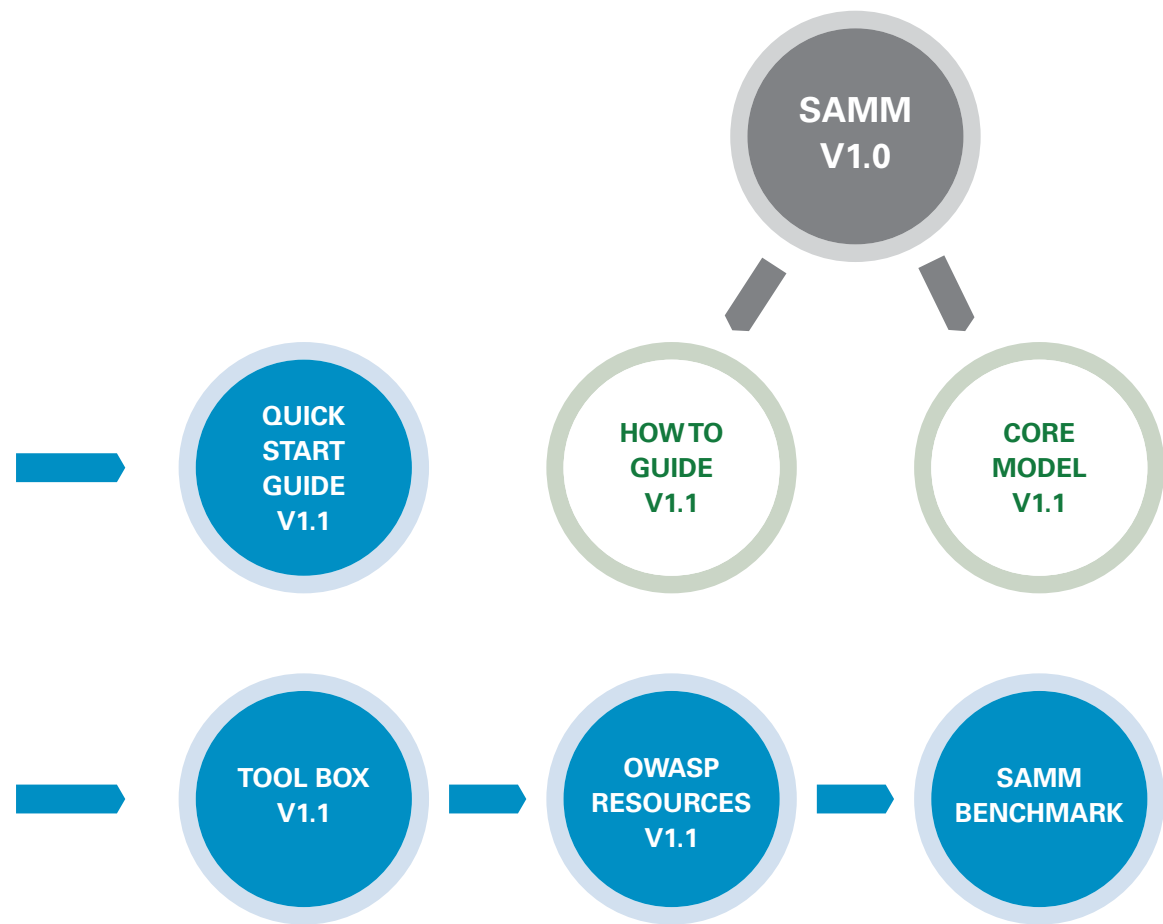 SAMM
V1.0
QUICK
START
GUIDE
V1.1
HOW TO
GUIDE
V1.1
CORE
MODEL
V1.1
TOOL BOX
V1.1
OWASP
RESOURCES
V1.1
SAMM
BENCHMARK